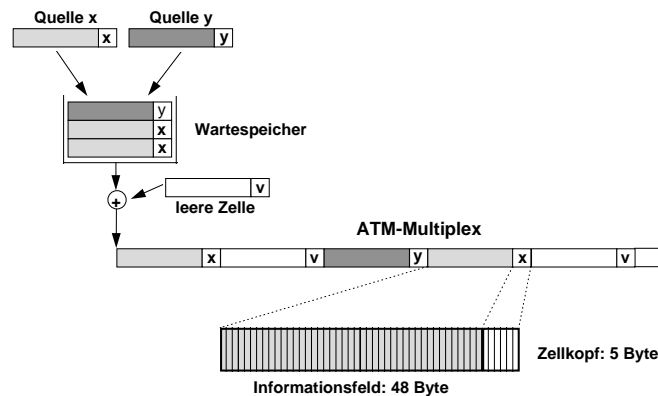 Quelle x Quelle y
x y
y
x
x
Wartespeicher
+
v
leere Zelle
ATM-Multiplex
x v y x v
Zellkopf: 5 Byte
Informationsfeld: 48 Byte